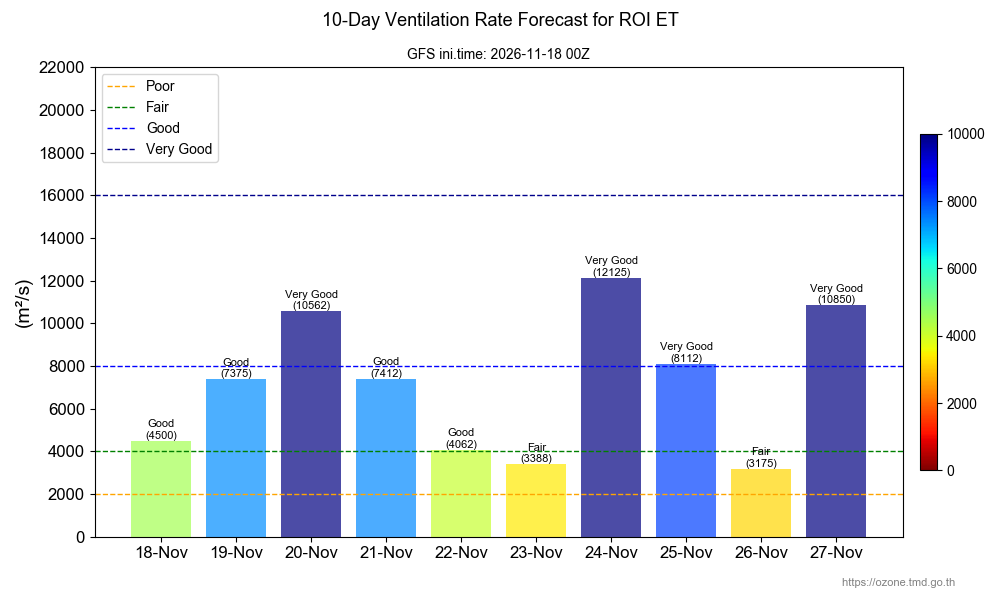 10-Day Ventilation Rate Forecast for ROI ET
GFS ini.time: 2026-11-18 00Z
22000
20000
18000
16000
14000
12000
10000
8000
6000
4000
2000
0
(m²/s)
Poor
Fair
Good
Very Good
Good
(4500)
Good
(7375)
Very Good
(10562)
Good
(7412)
Good
(4062)
Fair
(3388)
Very Good
(12125)
Very Good
(8112)
Fair
(3175)
Very Good
(10850)
18-Nov 19-Nov 20-Nov 21-Nov 22-Nov 23-Nov 24-Nov 25-Nov 26-Nov 27-Nov
10000
8000
6000
4000
2000
0
https://ozone.tmd.go.th